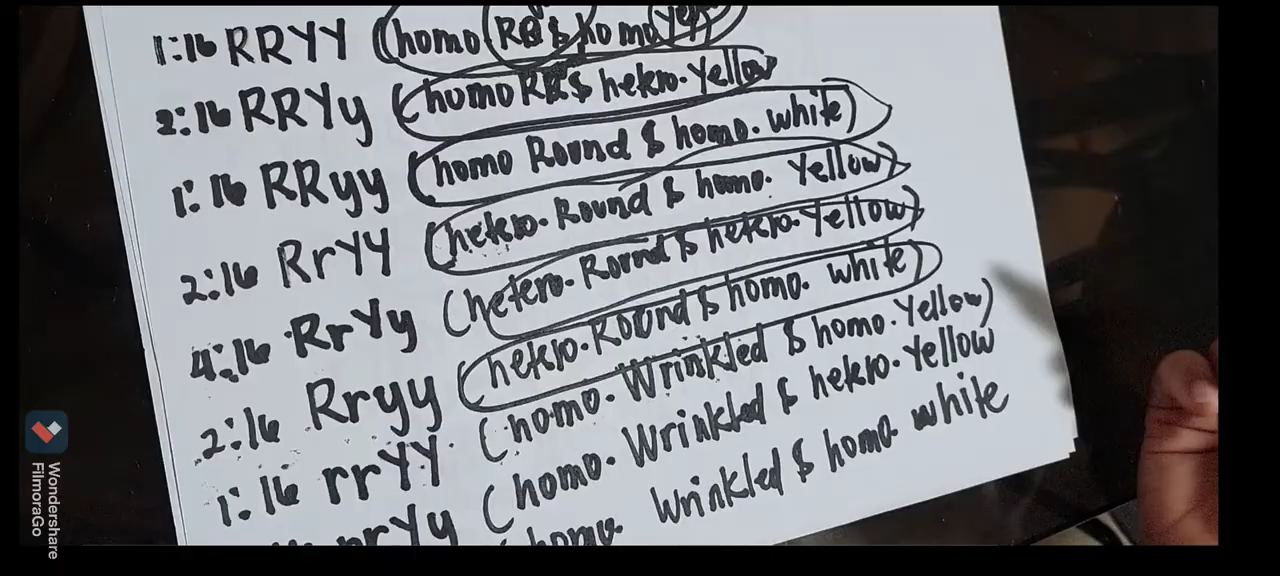 1:16 RRYY (homo RR's homo Yell)
2:16 RRYy (homo RR $ hetero. Yellow
1:16 RRyy (homo Round $ homo. white)
2:16 RrYY (hetero. Round $ homo. Yellow)
4:16 RrYy (hetero. Round $ hetero. Yellow)
2:16 Rryy (hetero. Round $ homo. white)
1:16 rrYY (homo. Wrinkled $ homo. Yellow)
rrYy (homo. Wrinkled $ hetero. Yellow
homo. Wrinkled $ homo. white
Wondershare
FilmoraGo